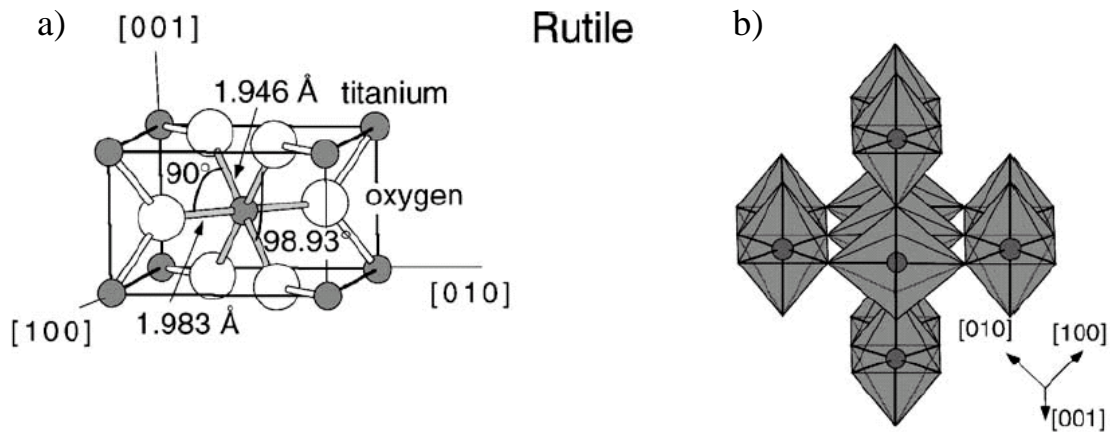 a)
[001]
Rutile
b)
1.946 Å
titanium
90°
oxygen
98.93°
[010]
[100]
1.983 Å
[010]
[100]
[001]